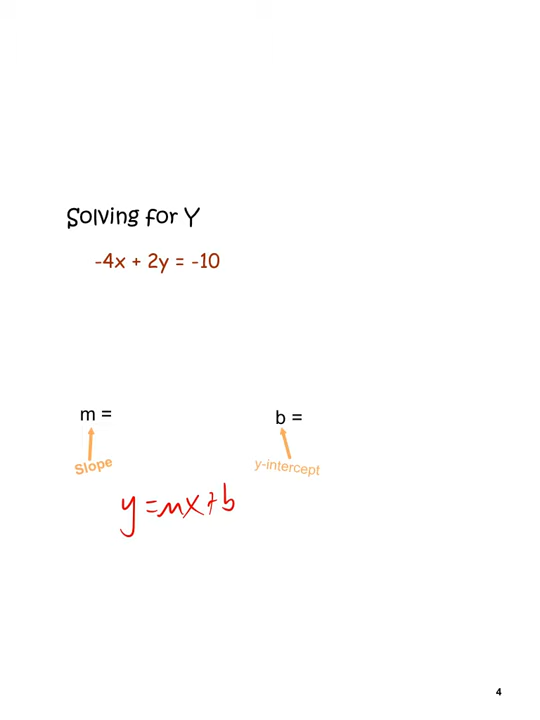 Solving for Y
-4x + 2y = -10
m =
b =
Slope
y-intercept
y = mx + b
4